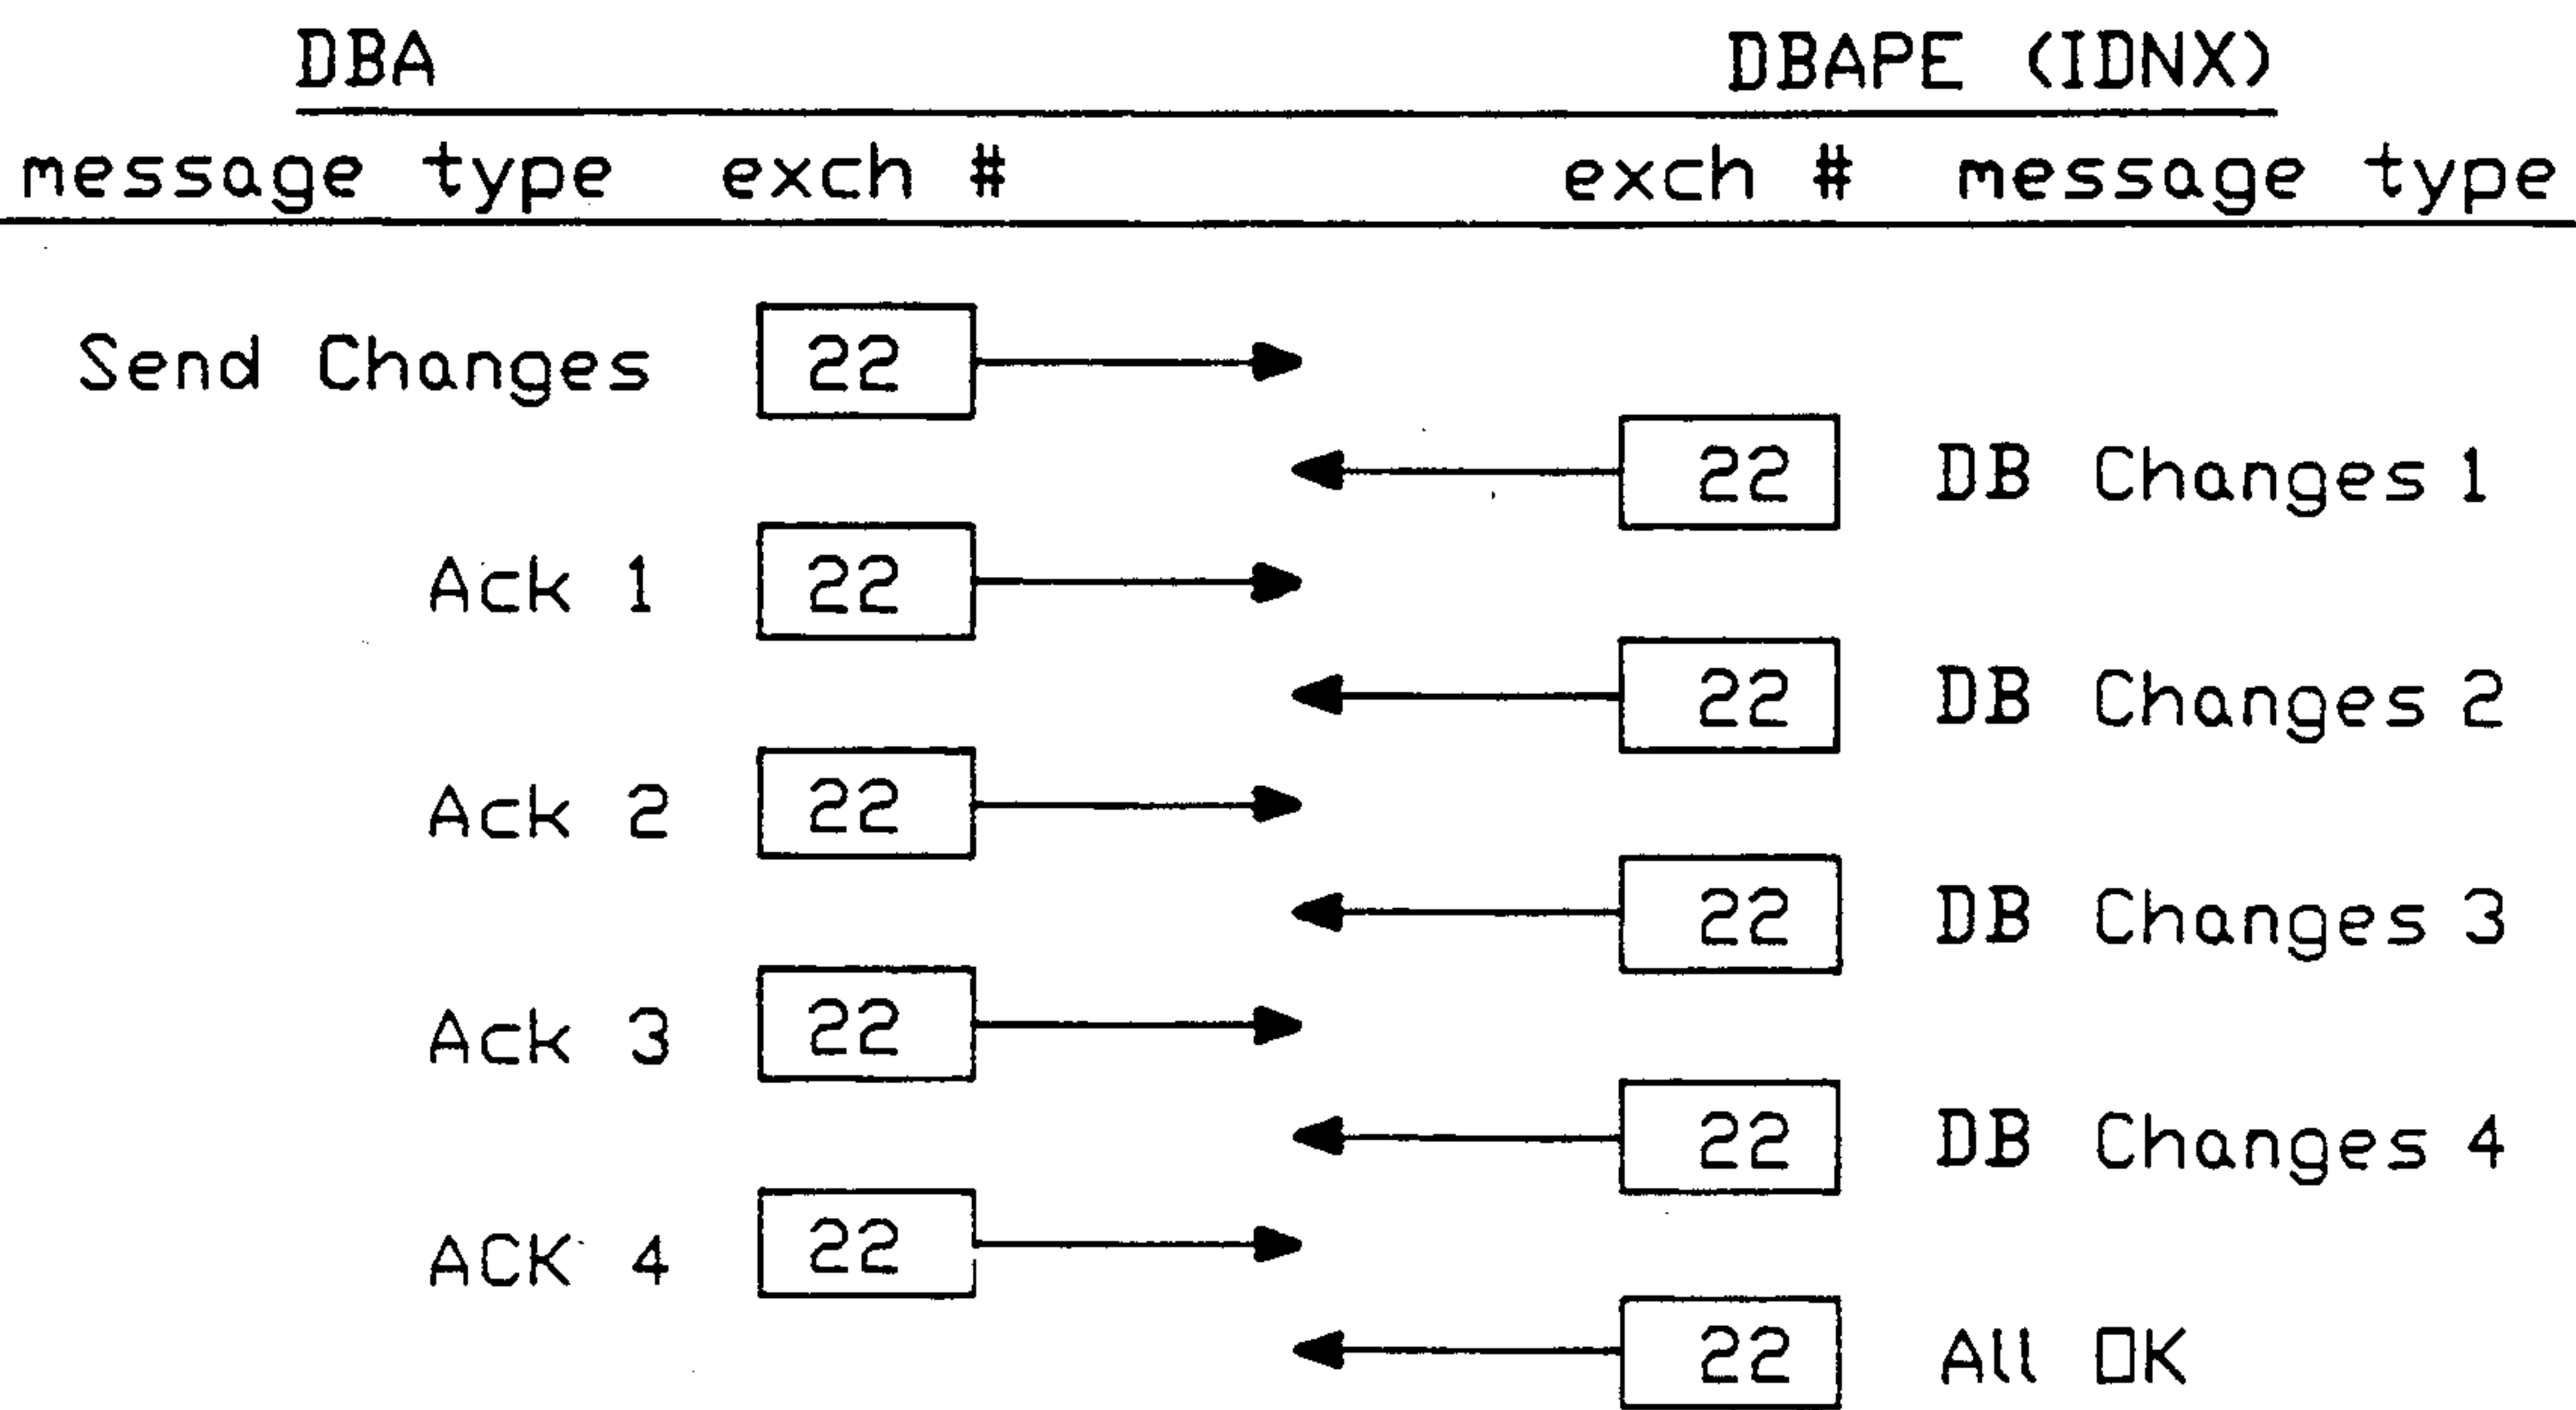 DBA DBAPE (IDNX)
message type exch # exch # message type
Send Changes 22
22 DB Changes 1
Ack 1 22
22 DB Changes 2
Ack 2 22
22 DB Changes 3
Ack 3 22
22 DB Changes 4
ACK 4 22
22 All OK